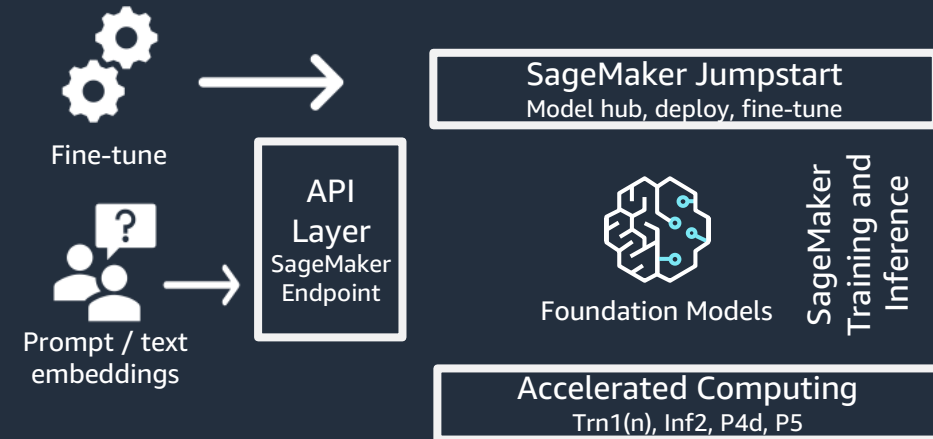 Fine-tune
SageMaker Jumpstart
Model hub, deploy, fine-tune
?
Prompt / text
embeddings
API
Layer
SageMaker
Endpoint
Foundation Models
SageMaker
Training and
Inference
Accelerated Computing
Trn1(n), Inf2, P4d, P5